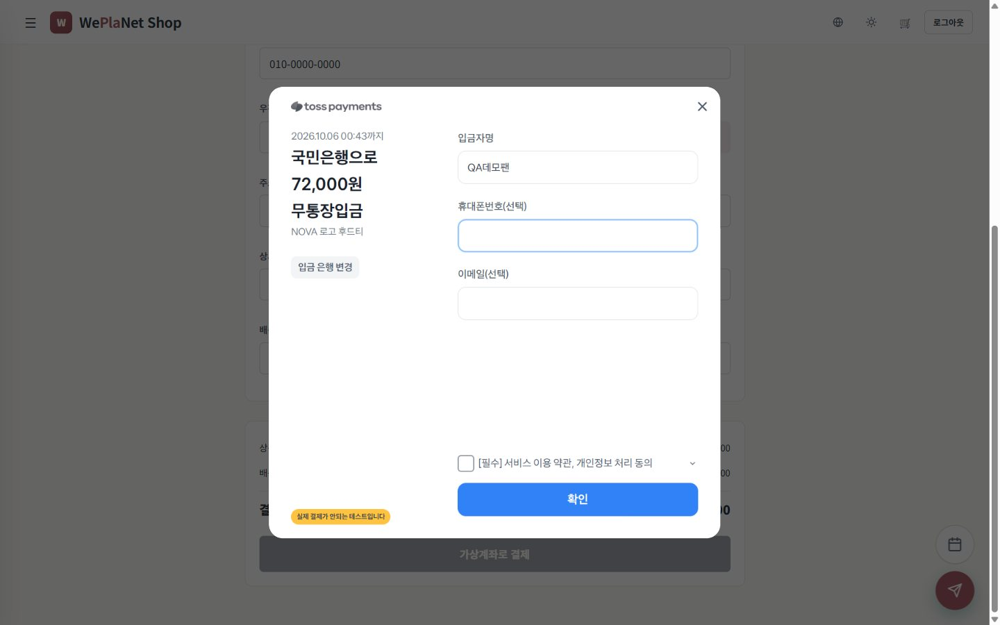 W
WePlaNet Shop
로그아웃
010-0000-0000
toss payments
2026.10.06 00:43까지
국민은행으로
72,000원
무통장입금
NOVA 로고 후드티
입금 은행 변경
입금자명
QA데모팬
휴대폰번호(선택)
이메일(선택)
[필수] 서비스 이용 약관, 개인정보 처리 동의
확인
실제 결제가 안되는 테스트입니다
가상계좌로 결제